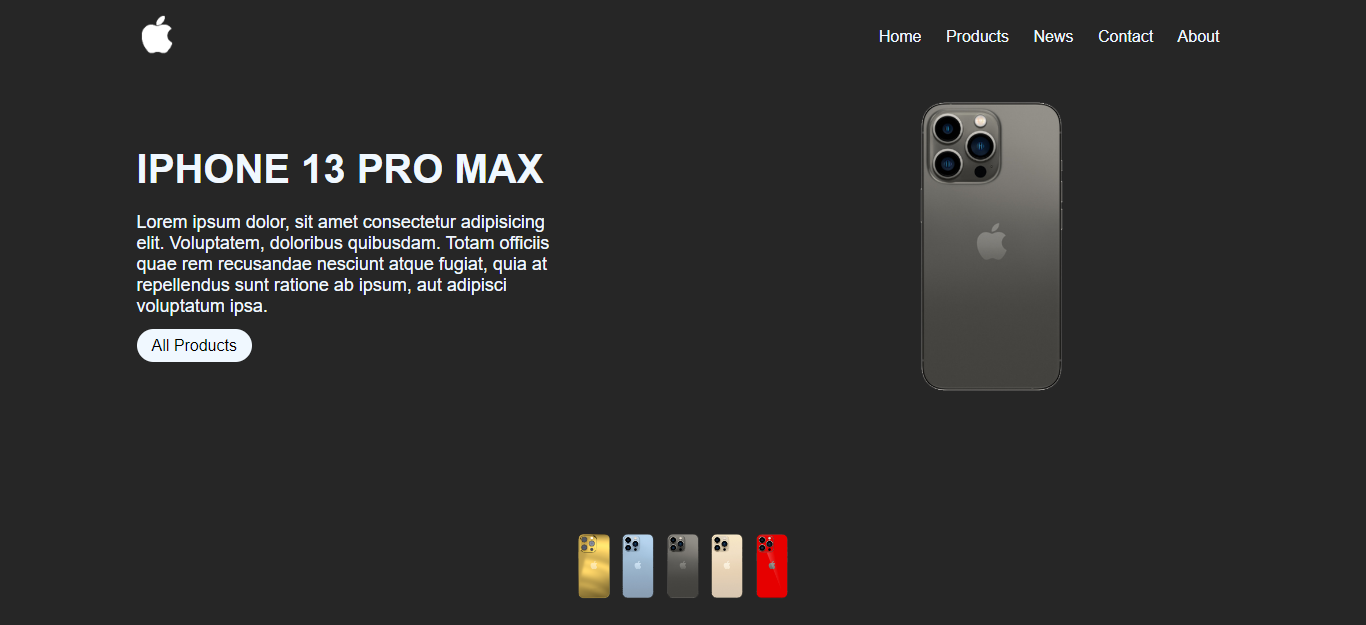 Home Products News Contact About
IPHONE 13 PRO MAX
Lorem ipsum dolor, sit amet consectetur adipisicing
elit. Voluptatem, doloribus quibusdam. Totam officiis
quae rem recusandae nesciunt atque fugiat, quia at
repellendus sunt ratione ab ipsum, aut adipisci
voluptatum ipsa.
All Products